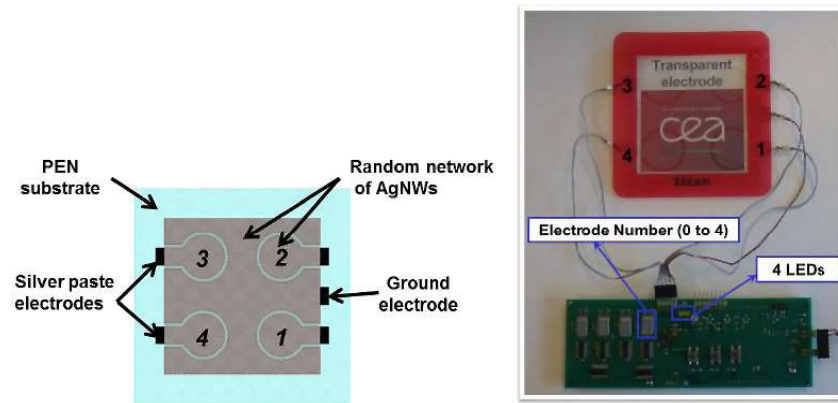 PEN
substrate
Random network
of AgNWs
3
2
Silver paste
electrodes
Ground
electrode
4
1
Transparent
electrode
3
2
cea
4
1
Electrode Number (0 to 4)
4 LEDs